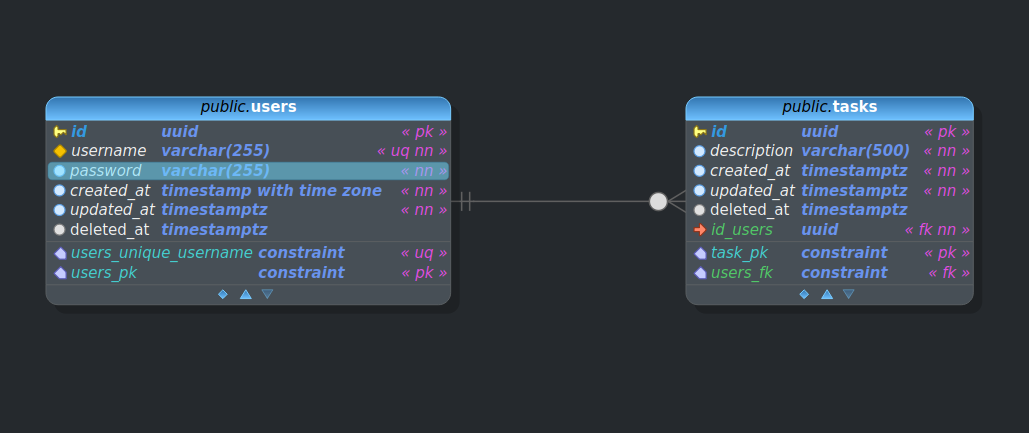 public.users
id uuid « pk »
username varchar(255) « uq nn »
password varchar(255) « nn »
created_at timestamp with time zone « nn »
updated_at timestamptz « nn »
deleted_at timestamptz
users_unique_username constraint « uq »
users_pk constraint « pk »
public.tasks
id uuid « pk »
description varchar(500) « nn »
created_at timestamptz « nn »
updated_at timestamptz « nn »
deleted_at timestamptz
id_users uuid « fk nn »
task_pk constraint « pk »
users_fk constraint « fk »